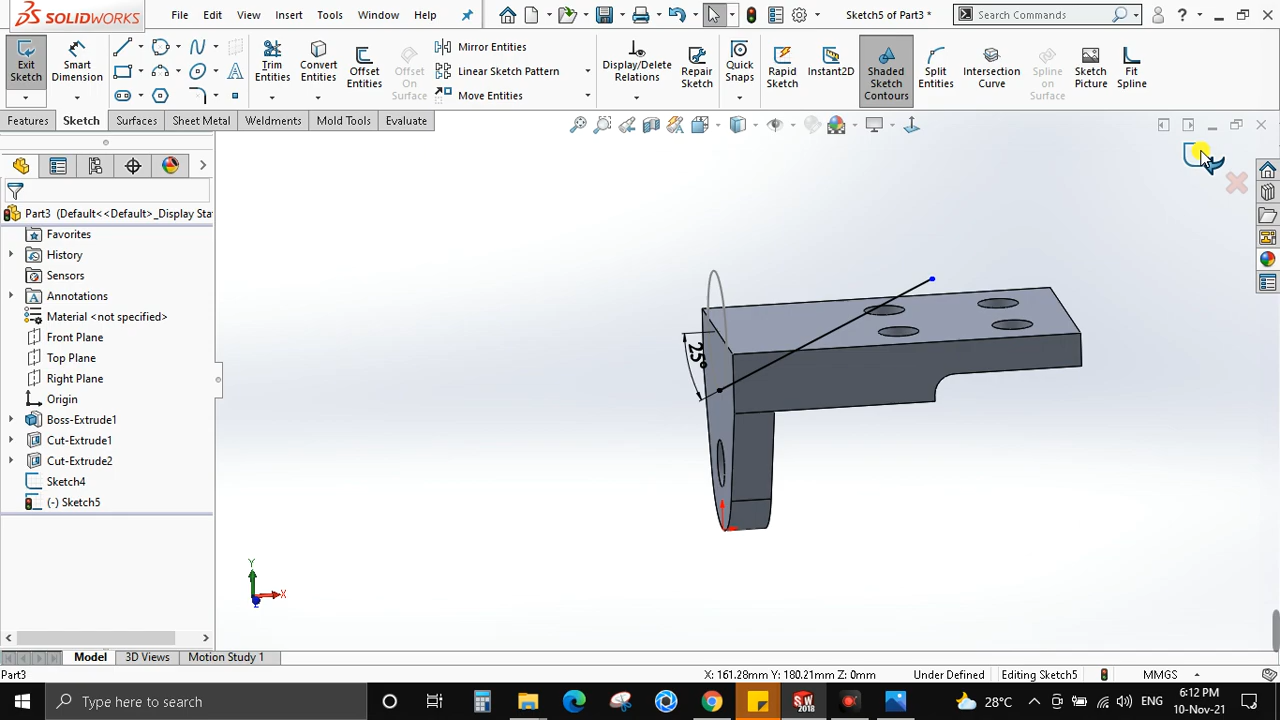 SOLIDWORKS
File Edit View Insert Tools Window Help
Sketch5 of Part3 *
Search Commands
Exit Sketch
Smart Dimension
Trim Entities
Convert Entities
Offset Entities
Offset On Surface
Mirror Entities
Linear Sketch Pattern
Move Entities
Display/Delete Relations
Repair Sketch
Quick Snaps
Rapid Sketch
Instant2D
Shaded Sketch Contours
Split Entities
Intersection Curve
Spline on Surface
Sketch Picture
Fit Spline
Features Sketch Surfaces Sheet Metal Weldments Mold Tools Evaluate
Part3 (Default<<Default>_Display Sta
Favorites
History
Sensors
Annotations
Material <not specified>
Front Plane
Top Plane
Right Plane
Origin
Boss-Extrude1
Cut-Extrude1
Cut-Extrude2
Sketch4
(-) Sketch5
25°
Y
X
Z
Model 3D Views Motion Study 1
Part3 X: 161.28mm Y: 180.21mm Z: 0mm Under Defined Editing Sketch5 MMGS
Type here to search
SW 2018
28°C
ENG
6:12 PM
10-Nov-21